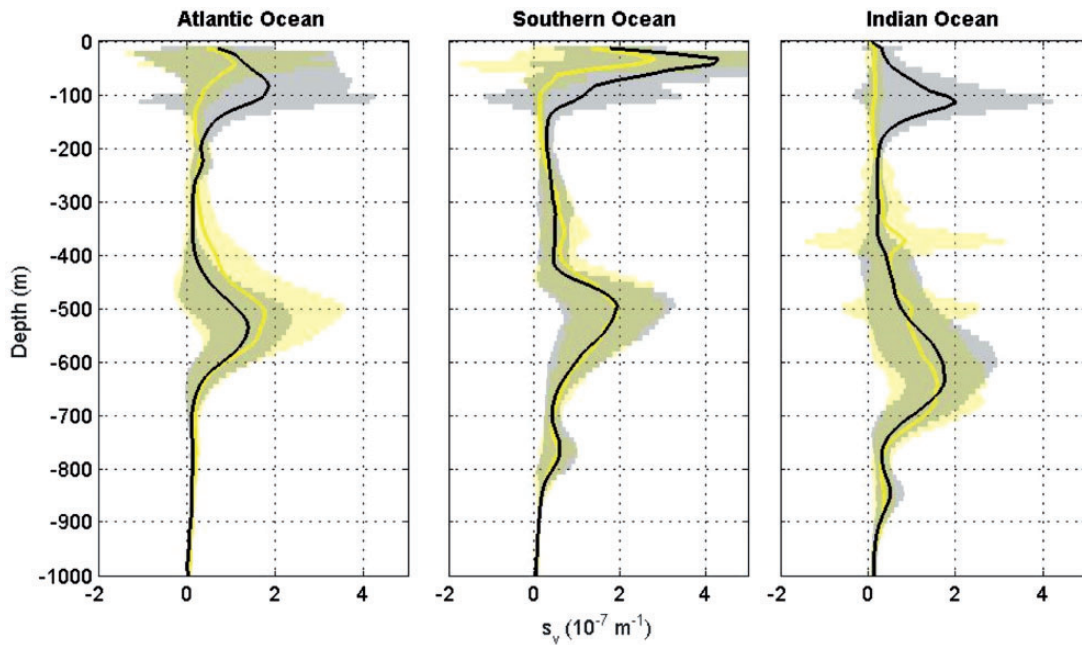 Atlantic Ocean Southern Ocean Indian Ocean
0
-100
-200
-300
-400
-500
-600
-700
-800
-900
-1000
Depth (m)
-2 0 2 4 -2 0 2 4 -2 0 2 4
s_v (10^-7 m^-1)